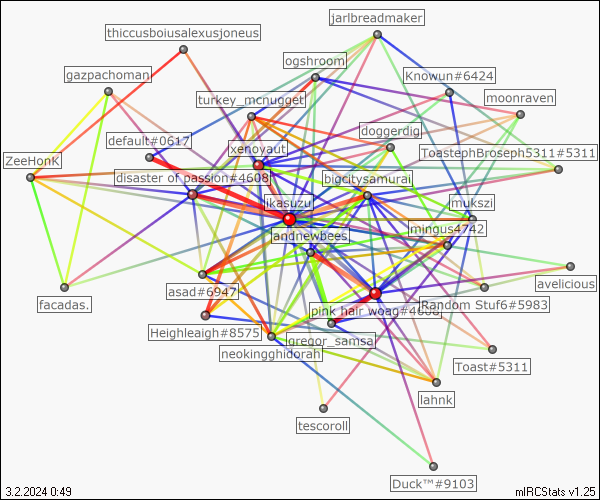 jarlbreadmaker
thiccusboiusalexusjoneus
ogshroom
gazpachoman
Knowun#6424
turkey_mcnugget
moonraven
default#0617
doggerdig
xenoyaut
ToastephBroseph5311#5311
ZeeHonK
disaster of passion#4608
bigcitysamurai
ikasuzu
mukszi
mingus4742
andnewbees
avelicious
asad#6947
facadas.
pink hair woag#4608
Random Stuf6#5983
Heighleaigh#8575
gregor_samsa
neokingghidorah
Toast#5311
lahnk
tescoroll
Duck™#9103
3.2.2024 0:49
mIRCStats v1.25